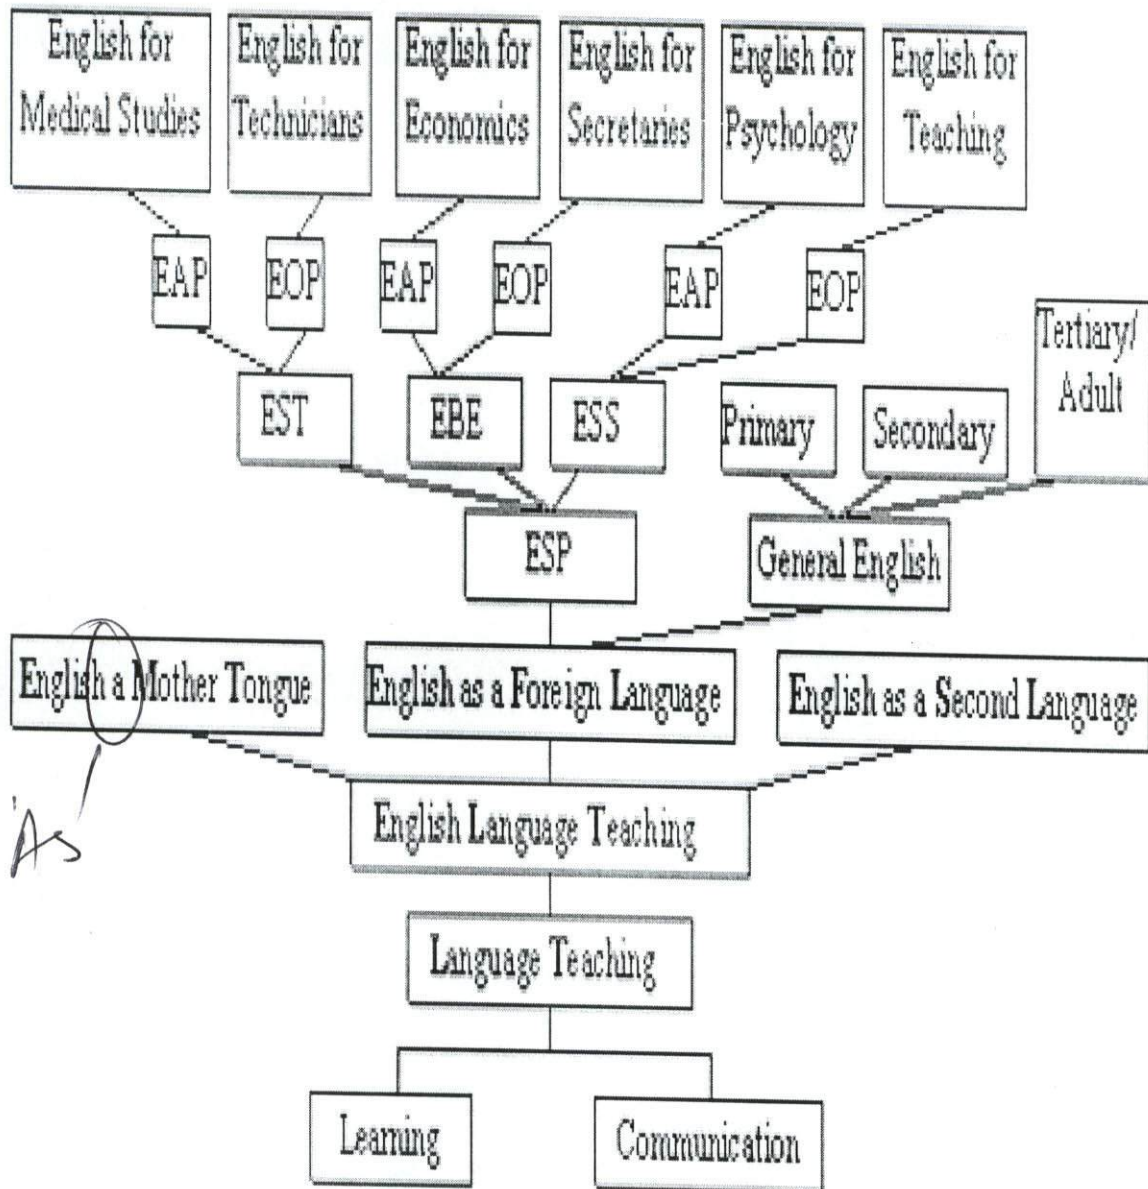 English for
Medical Studies
English for
Technicians
English for
Economics
English for
Secretaries
English for
Psychology
English for
Teaching
EAP
EOP
EAP
EOP
EAP
EOP
Tertiary/
Adult
EST
EBE
ESS
Primary
Secondary
ESP
General English
English a Mother Tongue
English as a Foreign Language
English as a Second Language
As
English Language Teaching
Language Teaching
Learning
Communication